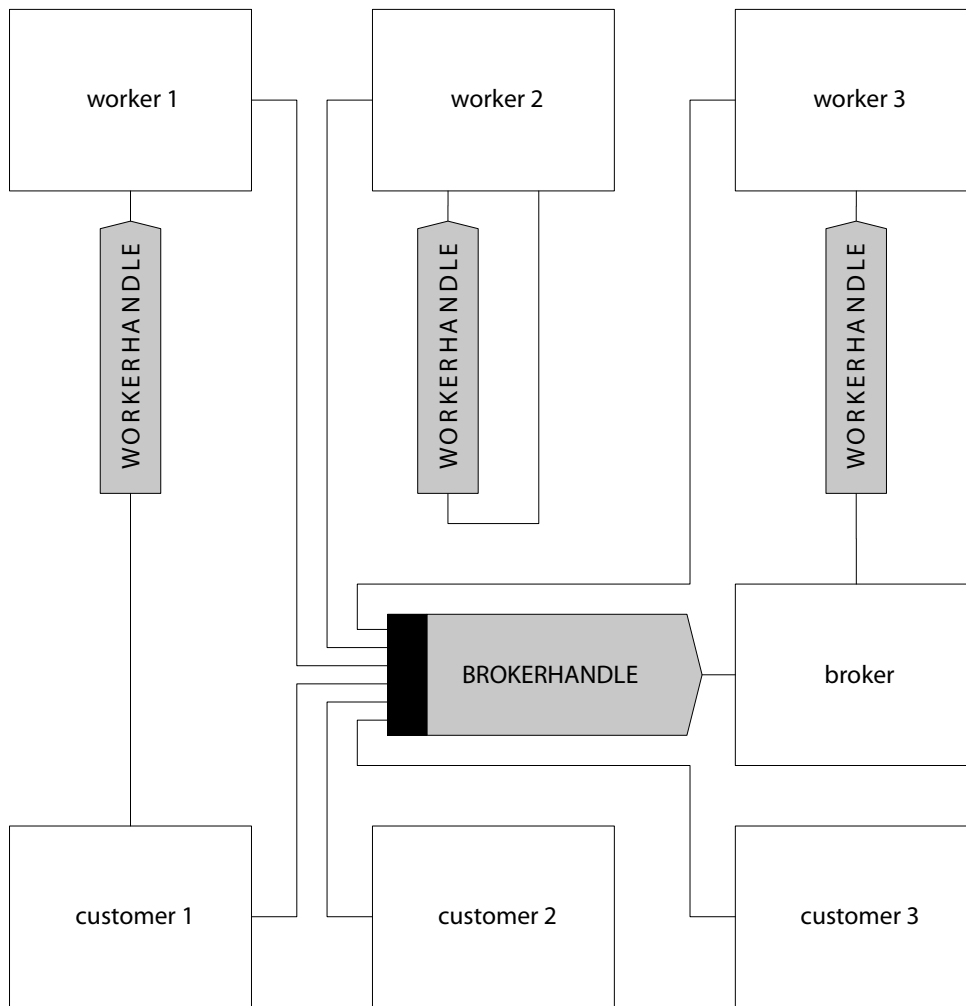 worker 1
worker 2
worker 3
WORKERHANDLE
WORKERHANDLE
WORKERHANDLE
BROKERHANDLE
broker
customer 1
customer 2
customer 3